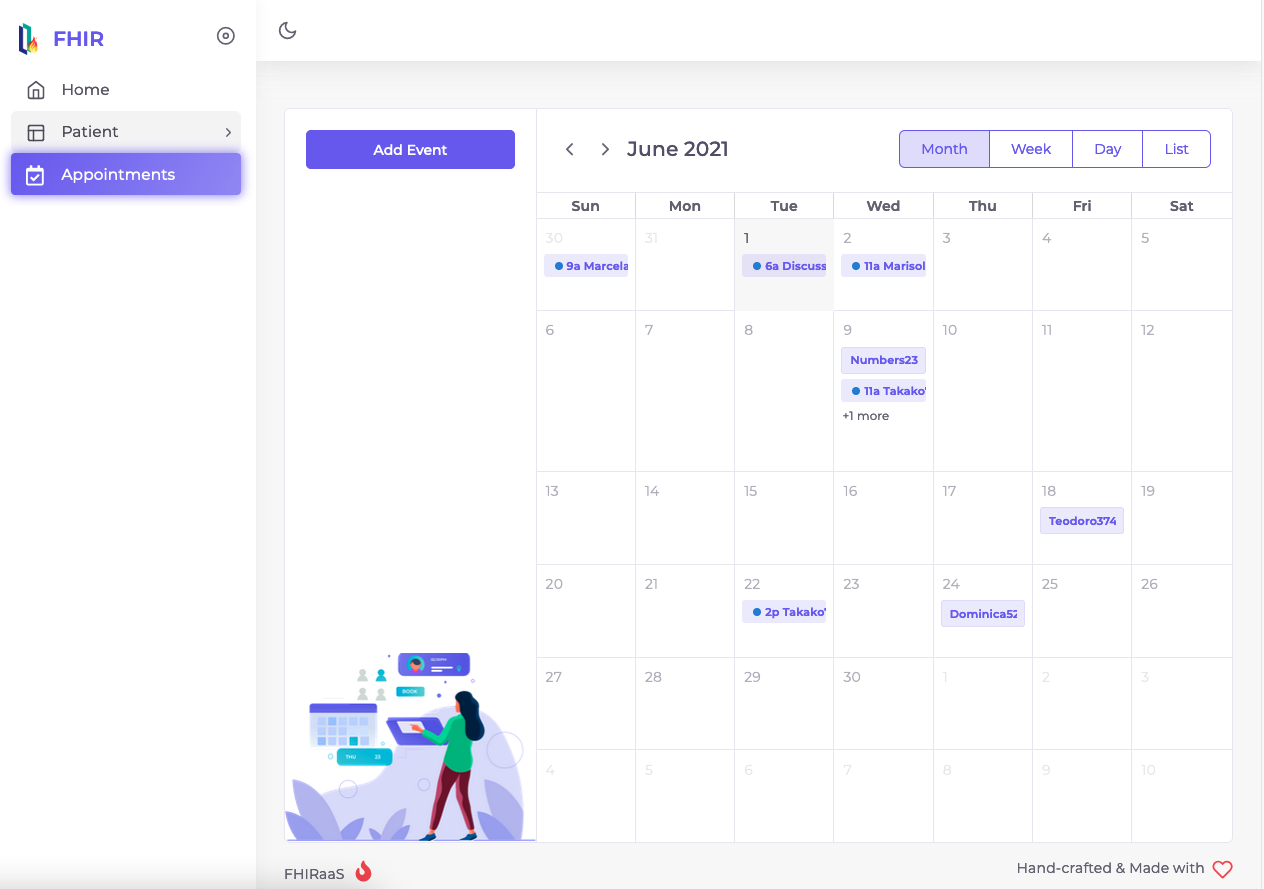 FHIR
Home
Patient
Appointments
Add Event
June 2021
Month Week Day List
Sun Mon Tue Wed Thu Fri Sat
30 31 1 2 3 4 5
9a Marcela 6a Discuss 11a Marisol
6 7 8 9 10 11 12
Numbers23
11a Takako
+1 more
13 14 15 16 17 18 19
Teodoro374
20 21 22 23 24 25 26
2p Takako Dominica52
27 28 29 30 1 2 3
4 5 6 7 8 9 10
BOOK
THU 23
FHIRaaS
Hand-crafted & Made with